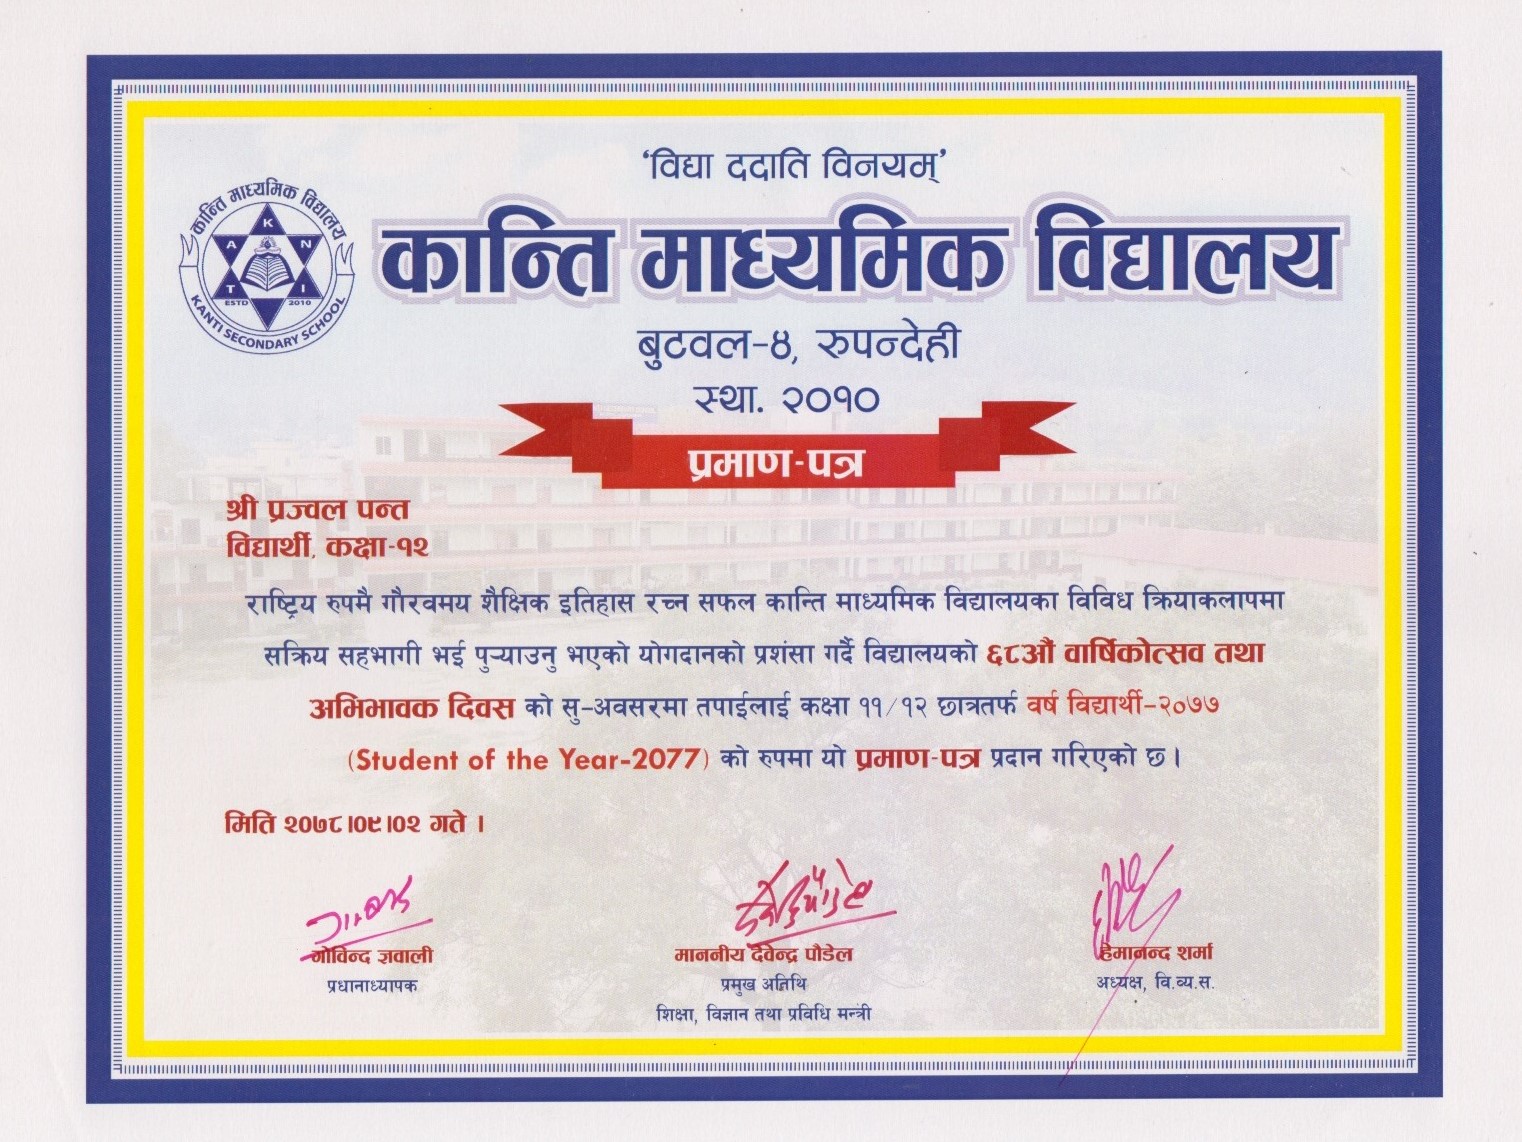 ‘विद्या ददाति विनयम्’
कान्ति माध्यमिक विद्यालय
K
A N
T I
ESTD 2010
KANTI SECONDARY SCHOOL
कान्ति माध्यमिक विद्यालय
बुटवल-४, रुपन्देही
स्था. २०१०
प्रमाण-पत्र
श्री प्रज्वल पन्त
विद्यार्थी, कक्षा-१२
राष्ट्रिय रुपमै गौरवमय शैक्षिक इतिहास रच्न सफल कान्ति माध्यमिक विद्यालयका विविध क्रियाकलापमा
सक्रिय सहभागी भई पुऱ्याउनु भएको योगदानको प्रशंसा गर्दै विद्यालयको ६८औं वार्षिकोत्सव तथा
अभिभावक दिवस को सु-अवसरमा तपाईलाई कक्षा ११/१२ छात्रतर्फ वर्ष विद्यार्थी-२०७७
(Student of the Year-2077) को रुपमा यो प्रमाण-पत्र प्रदान गरिएको छ।
मिति २०७८।०९।०२ गते ।
गोविन्द ज्ञवाली
प्रधानाध्यापक
माननीय देवेन्द्र पौडेल
प्रमुख अतिथि
शिक्षा, विज्ञान तथा प्रविधि मन्त्री
हेमानन्द शर्मा
अध्यक्ष, वि.व्य.स.